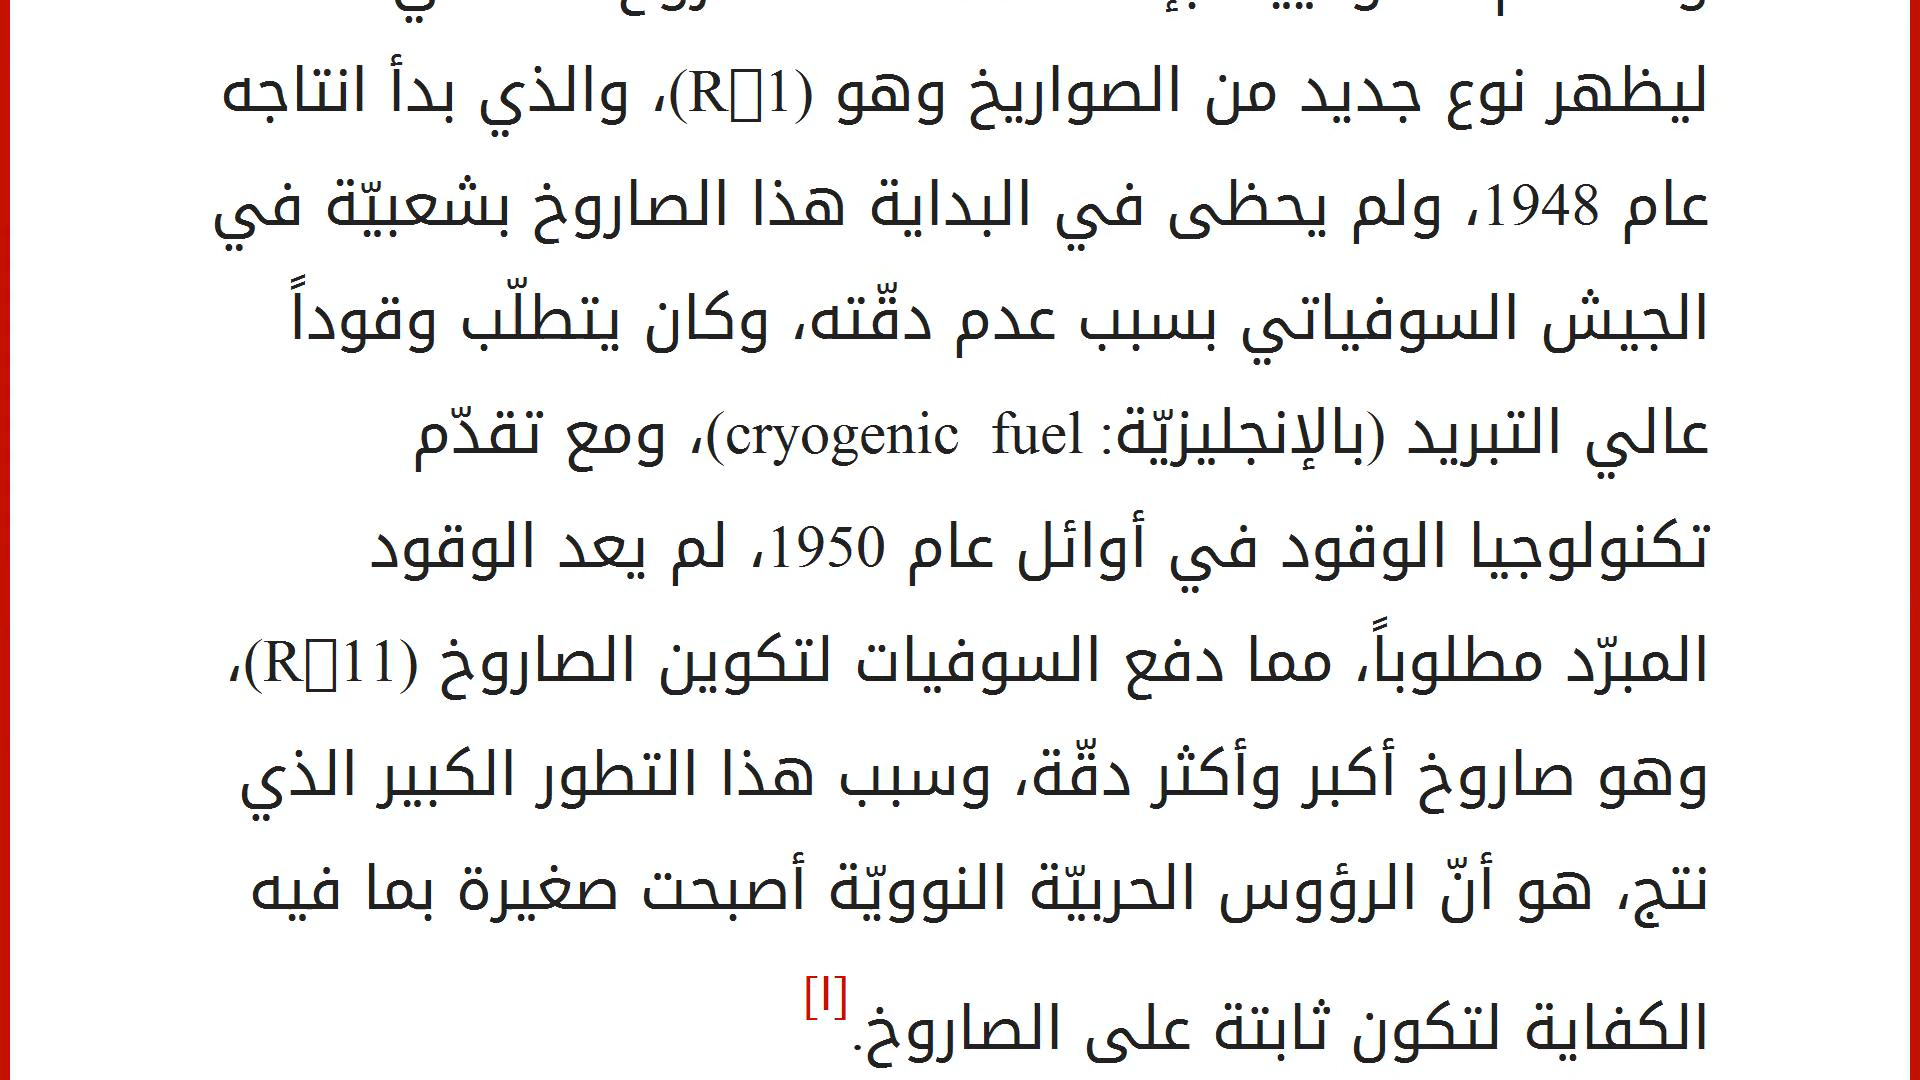 ليظهر نوع جديد من الصواريخ وهو (R▯1)، والذي بدأ انتاجه
عام 1948، ولم يحظى في البداية هذا الصاروخ بشعبيّة في
الجيش السوفياتي بسبب عدم دقّته، وكان يتطلّب وقوداً
عالي التبريد (بالإنجليزيّة: cryogenic fuel)، ومع تقدّم
تكنولوجيا الوقود في أوائل عام 1950، لم يعد الوقود
المبرّد مطلوباً، مما دفع السوفيات لتكوين الصاروخ (R▯11)،
وهو صاروخ أكبر وأكثر دقّة، وسبب هذا التطور الكبير الذي
نتج، هو أنّ الرؤوس الحربيّة النوويّة أصبحت صغيرة بما فيه
الكفاية لتكون ثابتة على الصاروخ.[ا]